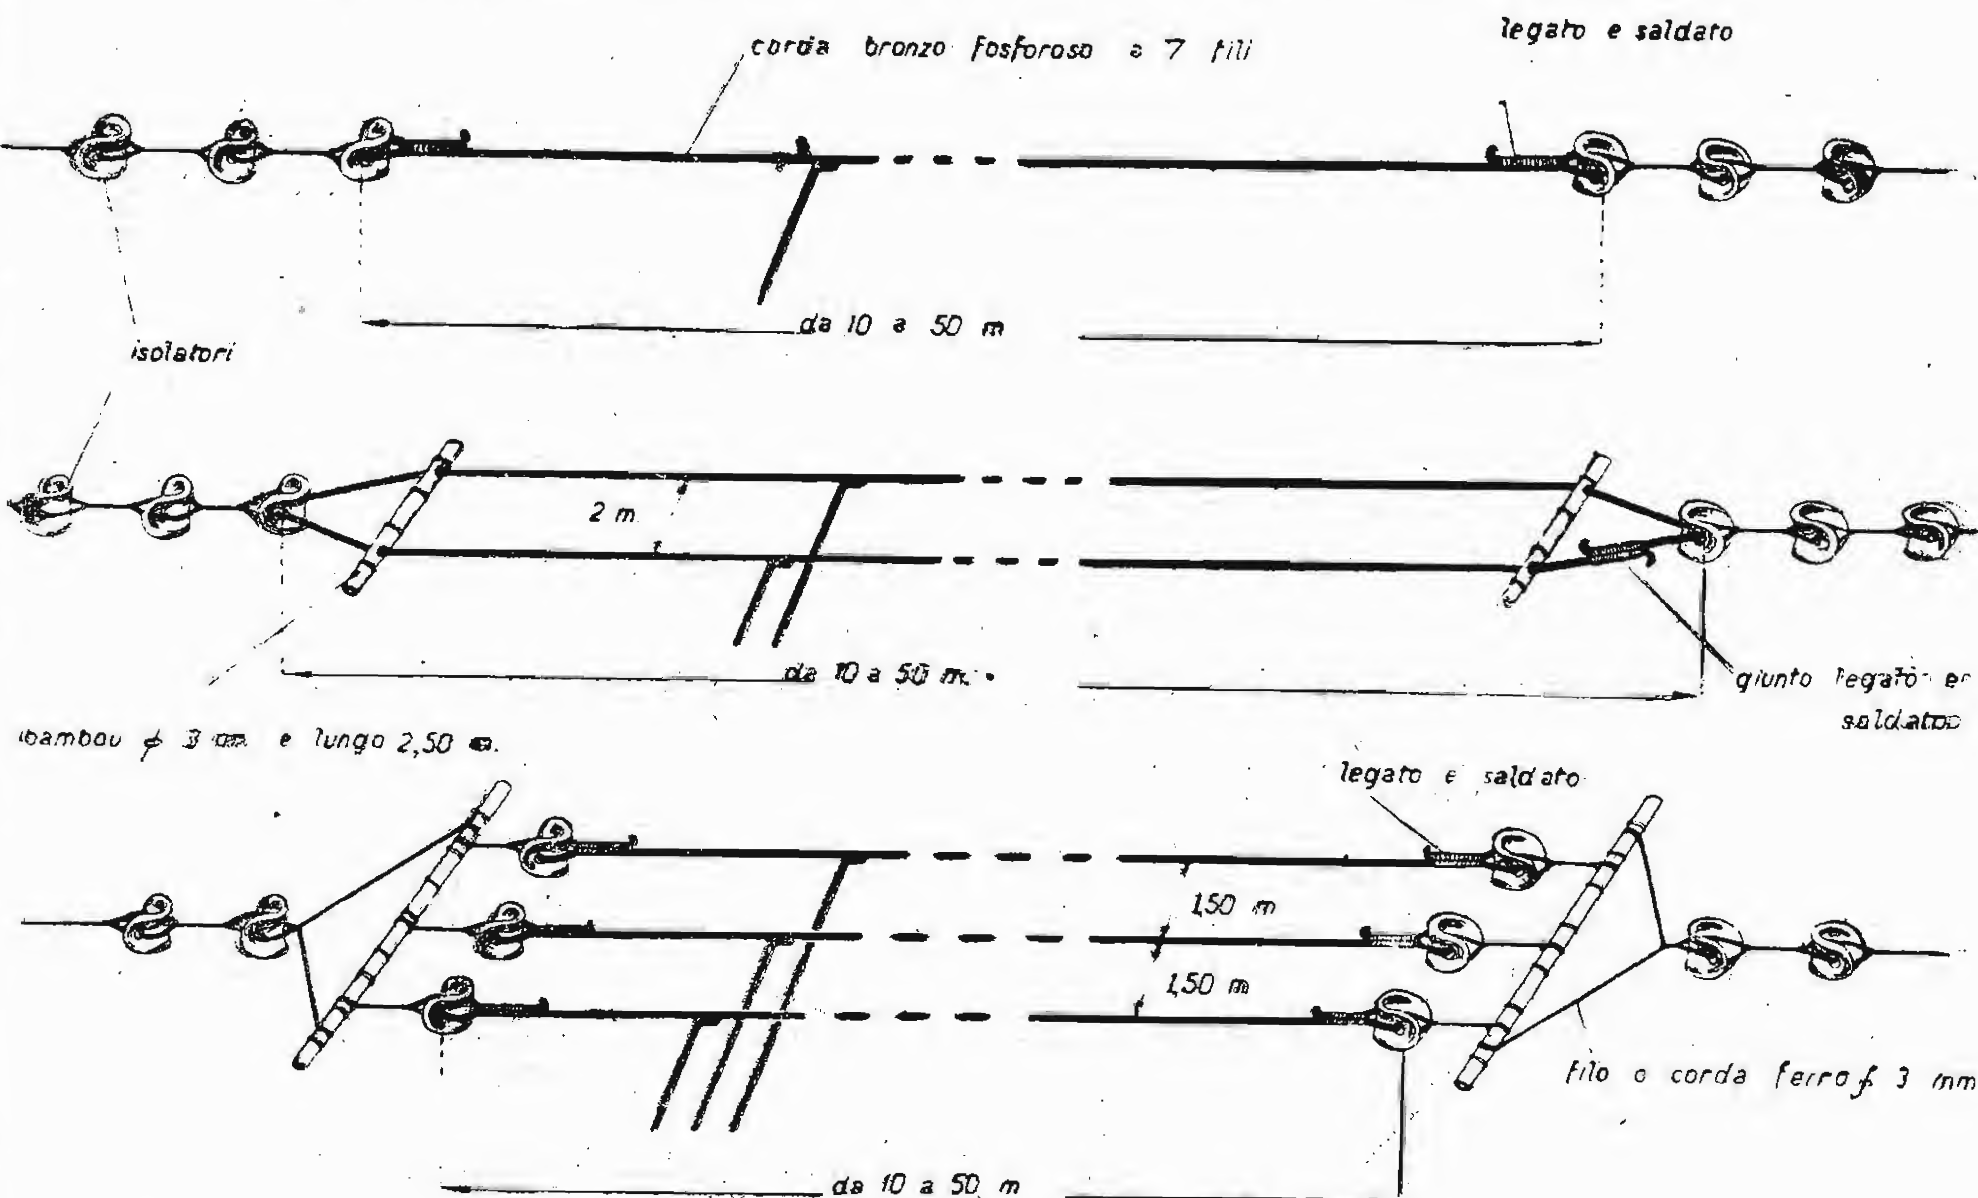 legato e saldato
corda bronzo fosforoso a 7 fili
da 10 a 50 m
isolatori
2 m
da 10 a 50 m.
giunto legato e
saldato
bambou ϕ 3 cm e lungo 2,50 m.
legato e saldato
1,50 m
1,50 m
filo o corda ferro ϕ 3 mm
da 10 a 50 m